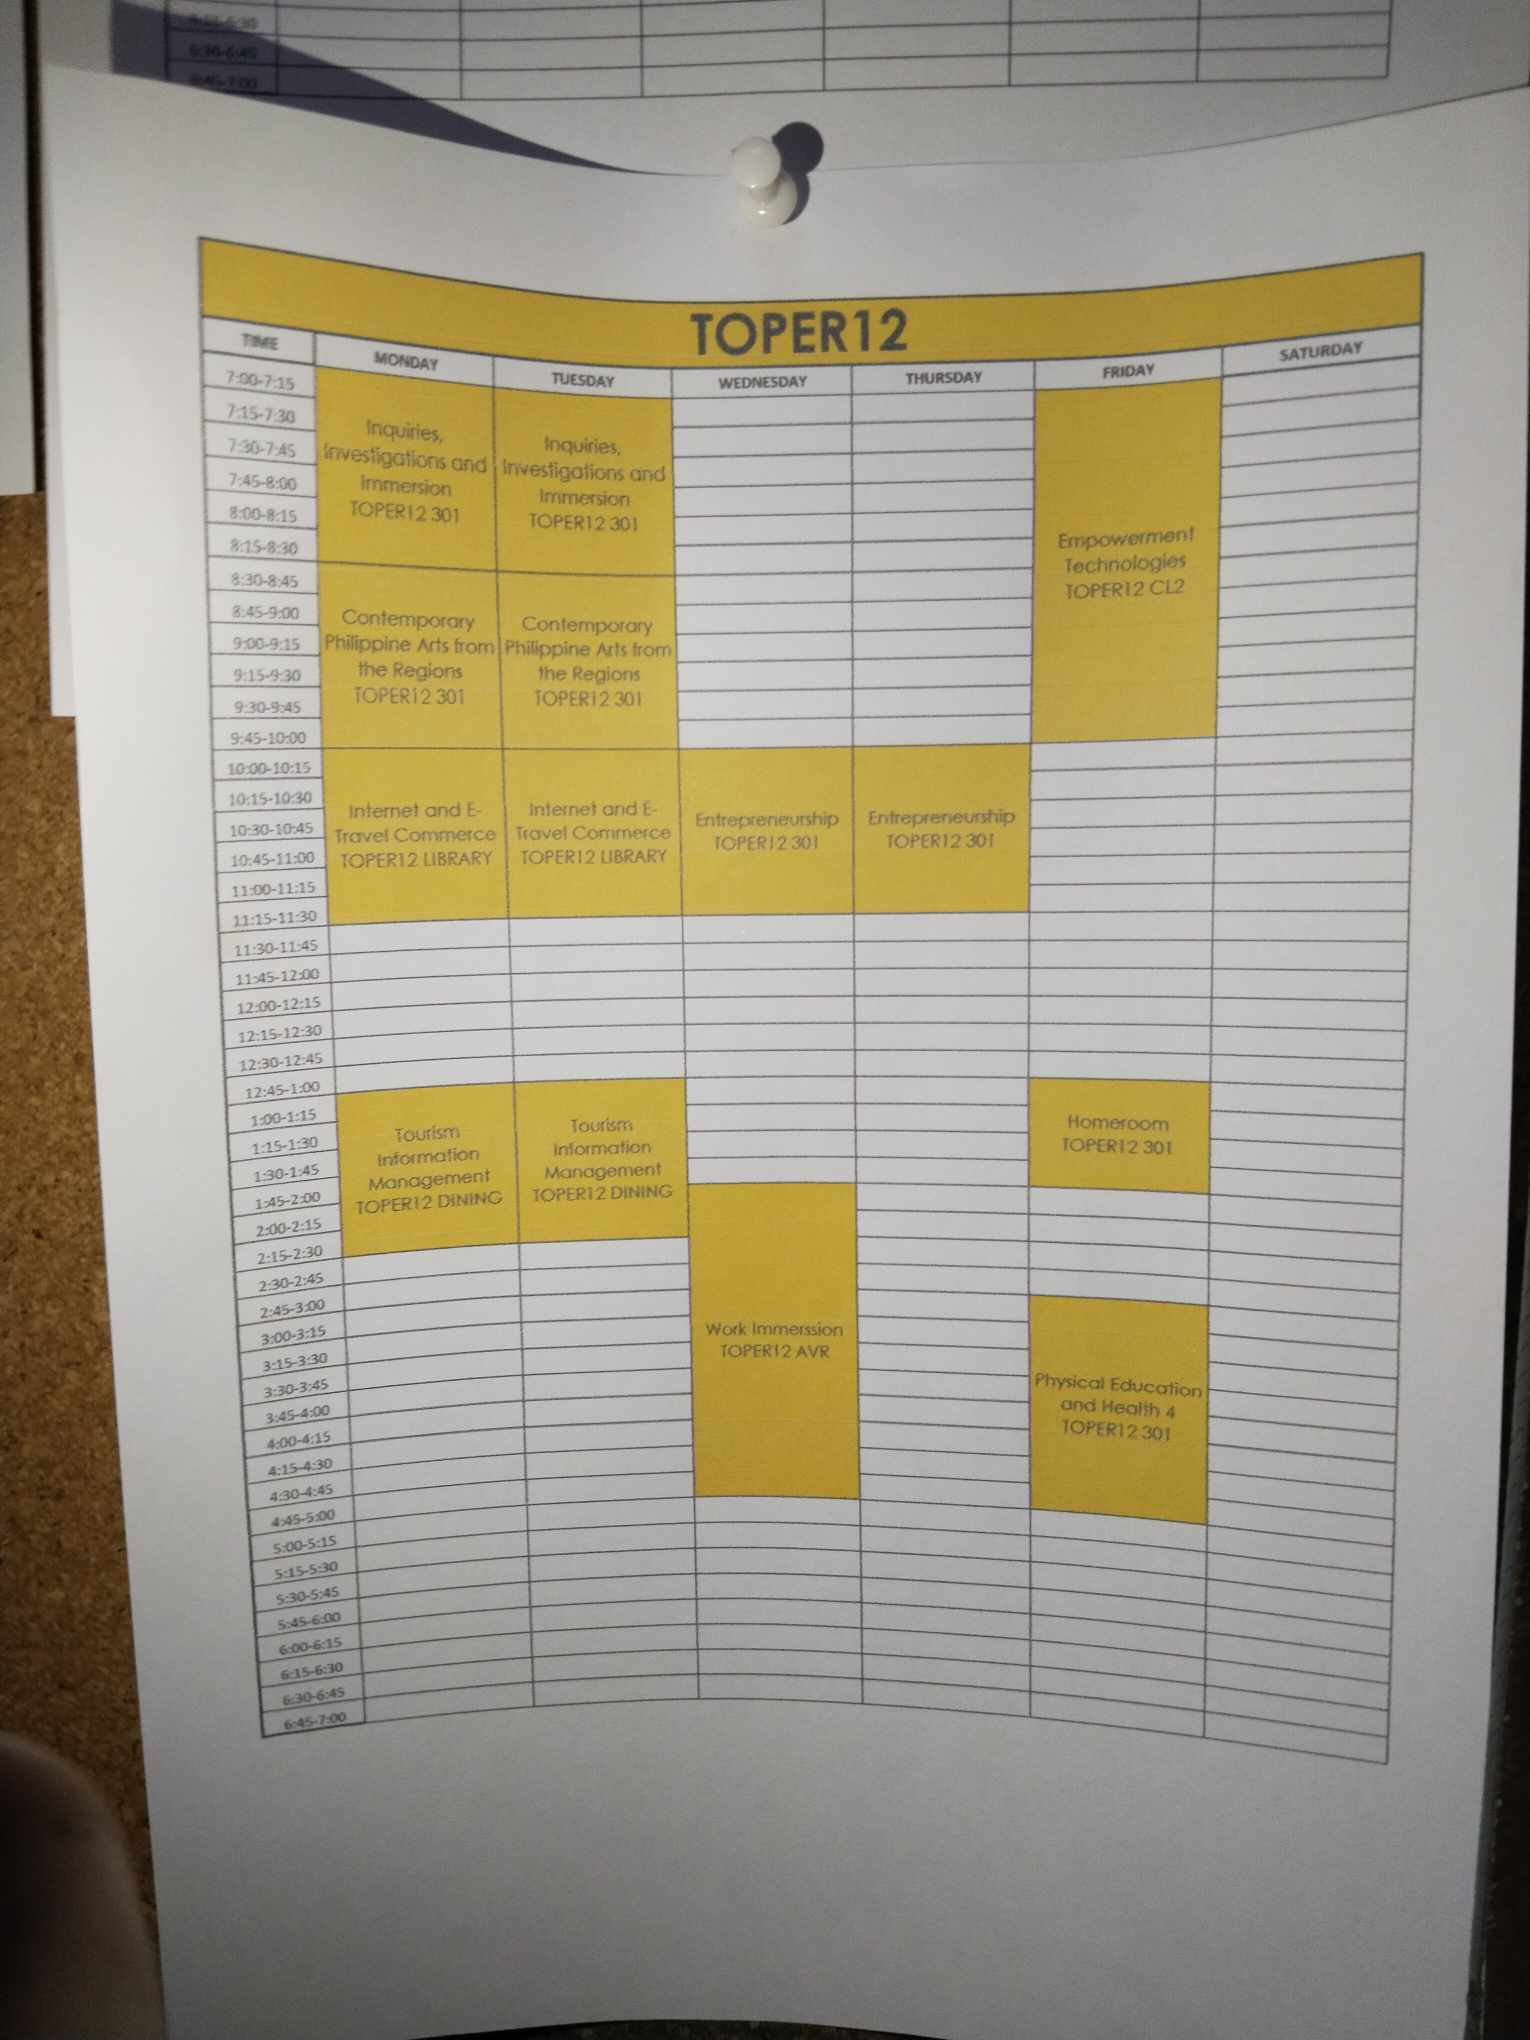 6:30-6:45
6:45-7:00
TOPER12
TIME MONDAY TUESDAY WEDNESDAY THURSDAY FRIDAY SATURDAY
7:00-7:15
7:15-7:30
7:30-7:45
7:45-8:00
8:00-8:15
8:15-8:30
8:30-8:45
8:45-9:00
9:00-9:15
9:15-9:30
9:30-9:45
9:45-10:00
10:00-10:15
10:15-10:30
10:30-10:45
10:45-11:00
11:00-11:15
11:15-11:30
11:30-11:45
11:45-12:00
12:00-12:15
12:15-12:30
12:30-12:45
12:45-1:00
1:00-1:15
1:15-1:30
1:30-1:45
1:45-2:00
2:00-2:15
2:15-2:30
2:30-2:45
2:45-3:00
3:00-3:15
3:15-3:30
3:30-3:45
3:45-4:00
4:00-4:15
4:15-4:30
4:30-4:45
4:45-5:00
5:00-5:15
5:15-5:30
5:30-5:45
5:45-6:00
6:00-6:15
6:15-6:30
6:30-6:45
6:45-7:00
Inquiries,
Investigations and
Immersion
TOPER12 301
Contemporary
Philippine Arts from
the Regions
TOPER12 301
Internet and E-
Travel Commerce
TOPER12 LIBRARY
Tourism
Information
Management
TOPER12 DINING
Inquiries,
Investigations and
Immersion
TOPER12 301
Contemporary
Philippine Arts from
the Regions
TOPER12 301
Internet and E-
Travel Commerce
TOPER12 LIBRARY
Tourism
Information
Management
TOPER12 DINING
Entrepreneurship
TOPER12 301
Work Immerssion
TOPER12 AVR
Entrepreneurship
TOPER12 301
Empowerment
Technologies
TOPER12 CL2
Homeroom
TOPER12 301
Physical Education
and Health 4
TOPER12 301